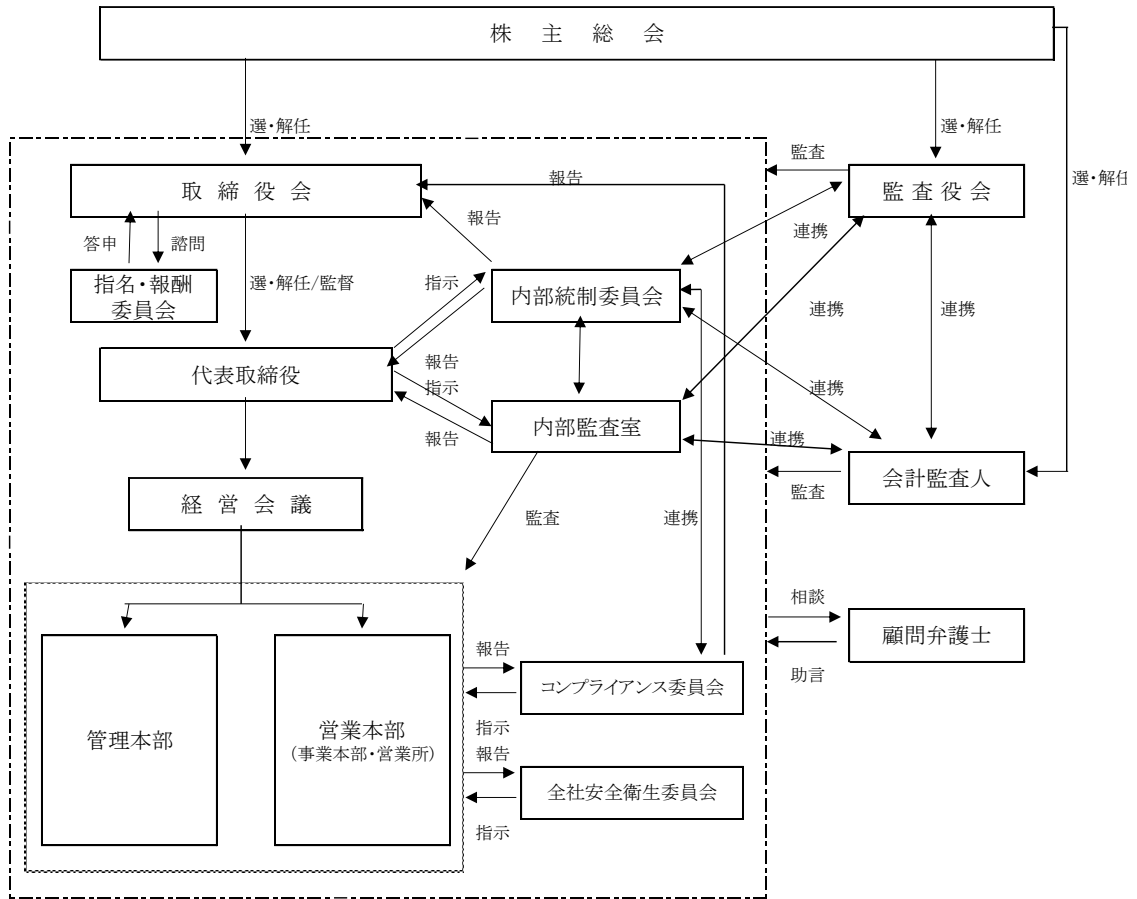 株 主 総 会
選・解任
選・解任
選・解任
監査
取 締 役 会
報告
監 査 役 会
報告
連携
答申
諮問
指名・報酬
委員会
選・解任/監督
指示
内部統制委員会
連携
連携
代表取締役
報告
指示
連携
報告
内部監査室
連携
会計監査人
監査
経 営 会 議
監査
連携
相談
顧問弁護士
助言
報告
コンプライアンス委員会
指示
管理本部
営業本部
(事業本部・営業所)
報告
全社安全衛生委員会
指示